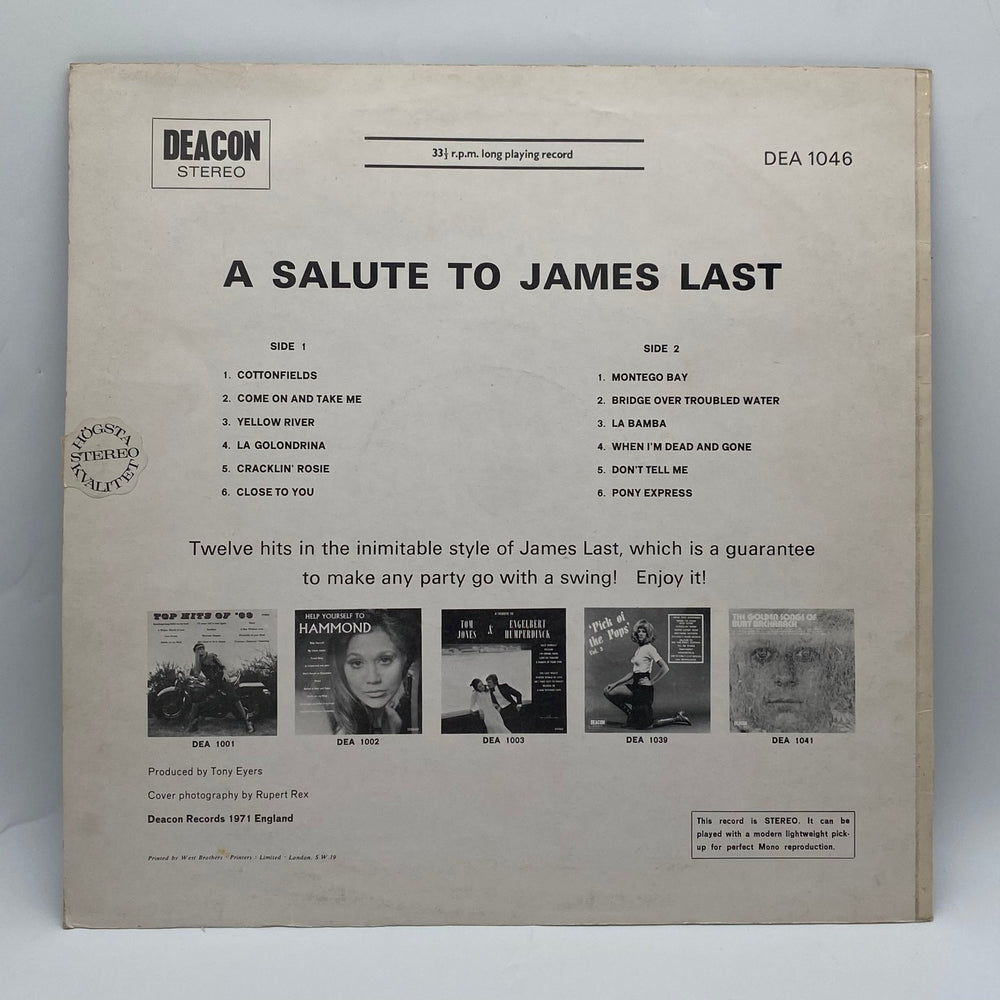 DEACON
STEREO
33⅓ r.p.m. long playing record
DEA 1046
A SALUTE TO JAMES LAST
SIDE 1
1. COTTONFIELDS
2. COME ON AND TAKE ME
3. YELLOW RIVER
4. LA GOLONDRINA
5. CRACKLIN' ROSIE
6. CLOSE TO YOU
SIDE 2
1. MONTEGO BAY
2. BRIDGE OVER TROUBLED WATER
3. LA BAMBA
4. WHEN I'M DEAD AND GONE
5. DON'T TELL ME
6. PONY EXPRESS
HÖGSTA
STEREO
KVALITET
Twelve hits in the inimitable style of James Last, which is a guarantee
to make any party go with a swing! Enjoy it!
TOP HITS OF '69
HELP YOURSELF TO
HAMMOND
A TRIBUTE TO
TOM JONES & ENGELBERT HUMPERDINCK
'Pick of
the Pops'
Vol. 3
DEACON
THE GOLDEN SONGS OF
BURT BACHARACH
DEA 1001
DEA 1002
DEA 1003
DEA 1039
DEA 1041
Produced by Tony Eyers
Cover photography by Rupert Rex
Deacon Records 1971 England
Printed by West Brothers · Printers : Limited · London. S.W.19
This record is STEREO. It can be
played with a modern lightweight pick-
up for perfect Mono reproduction.